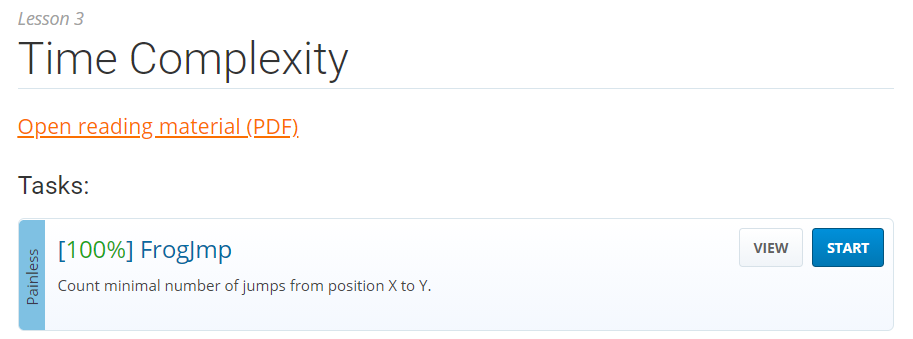 Lesson 3
Time Complexity
Open reading material (PDF)
Tasks:
Painless
[100%] FrogJmp
VIEW
START
Count minimal number of jumps from position X to Y.